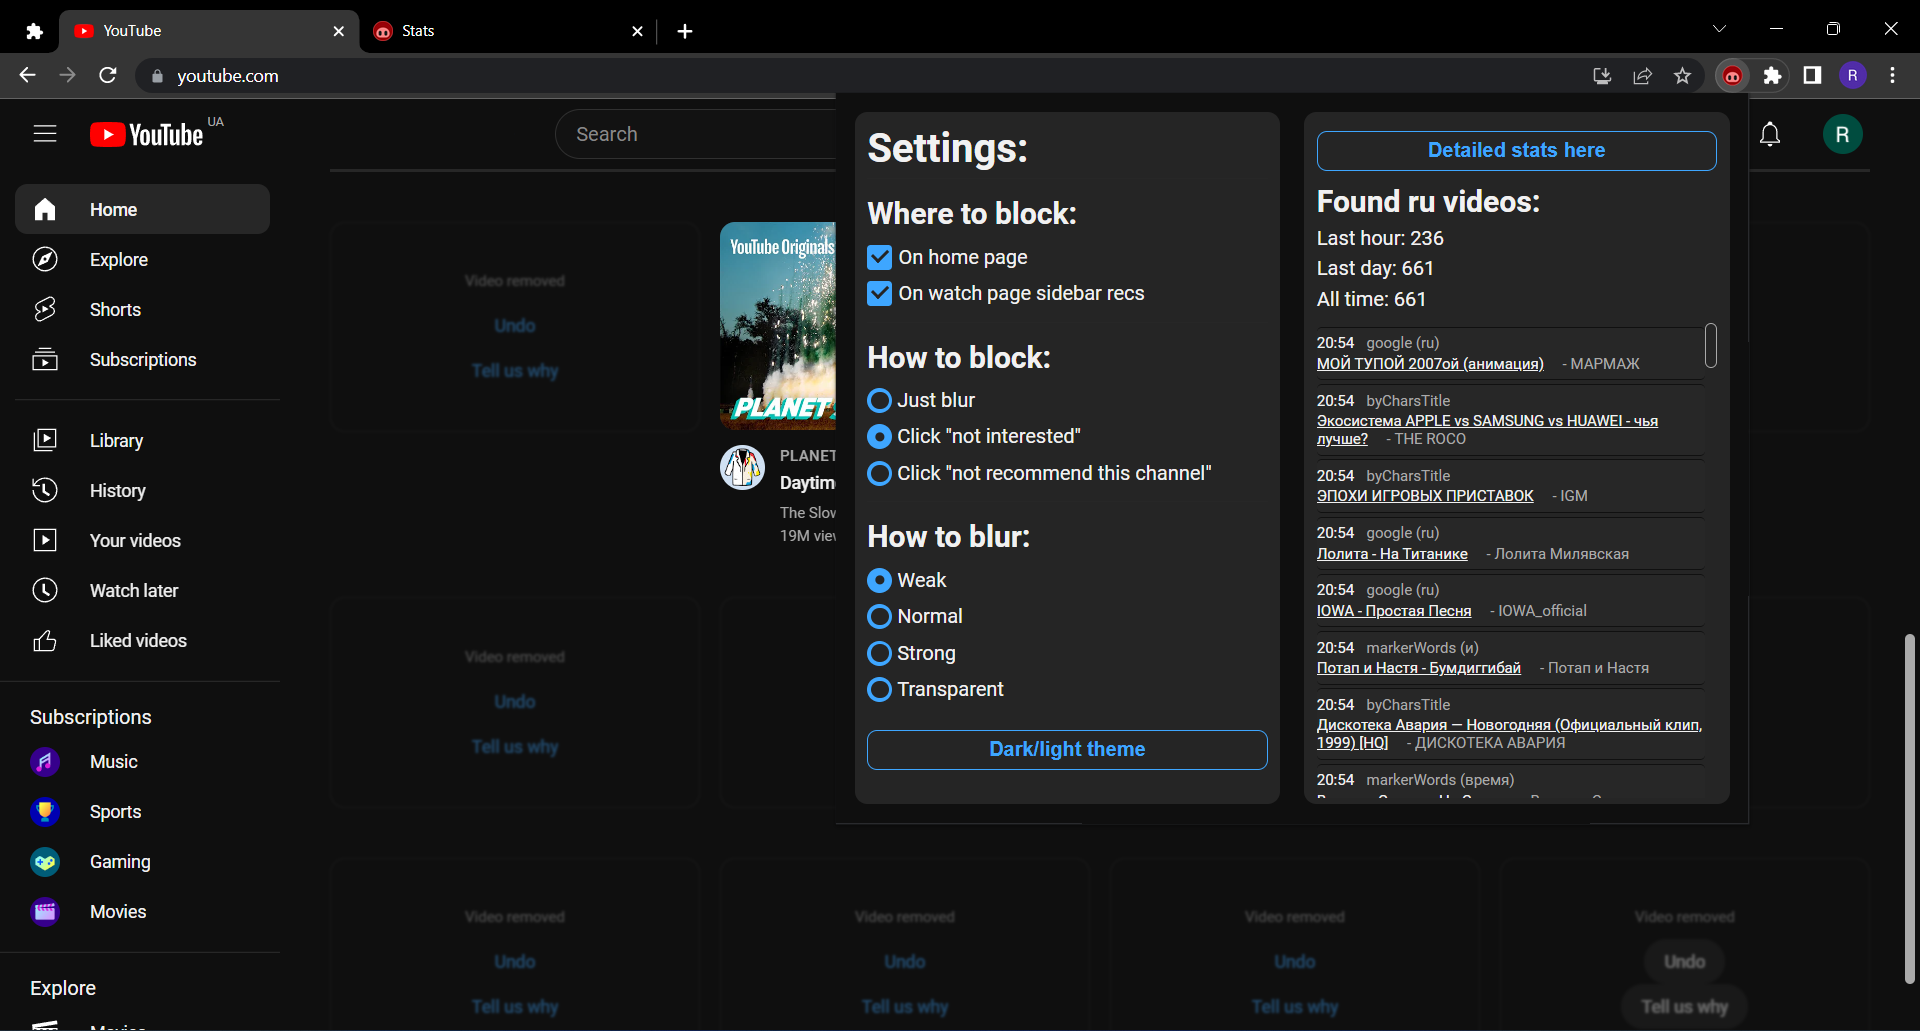 YouTube
Stats
youtube.com
R
YouTube UA
Search
R
Home
Explore
Shorts
Subscriptions
Library
History
Your videos
Watch later
Liked videos
Subscriptions
Music
Sports
Gaming
Movies
Explore
Video removed
Undo
Tell us why
YouTube Originals
PLANET
PLANET
The Slow
Video removed
Undo
Tell us why
Video removed
Undo
Tell us why
Video removed
Undo
Tell us why
Video removed
Undo
Tell us why
Video removed
Undo
Tell us why
Settings:
Where to block:
On home page
On watch page sidebar recs
How to block:
Just blur
Click "not interested"
Click "not recommend this channel"
How to blur:
Weak
Normal
Strong
Transparent
Dark/light theme
Detailed stats here
Found ru videos:
Last hour: 236
Last day: 661
All time: 661
20:54 google (ru)
МОЙ ТУПОЙ 2007ой (анимация) - МАРМАЖ
20:54 byCharsTitle
Экосистема APPLE vs SAMSUNG vs HUAWEI - чья
лучше? - THE ROCO
20:54 byCharsTitle
ЭПОХИ ИГРОВЫХ ПРИСТАВОК - IGM
20:54 google (ru)
Лолита - На Титанике - Лолита Милявская
20:54 google (ru)
IOWA - Простая Песня - IOWA_official
20:54 markerWords (и)
Потап и Настя - Бумдиггибай - Потап и Настя
20:54 byCharsTitle
Дискотека Авария — Новогодняя (Официальный клип,
1999) [HQ] - ДИСКОТЕКА АВАРИЯ
20:54 markerWords (время)